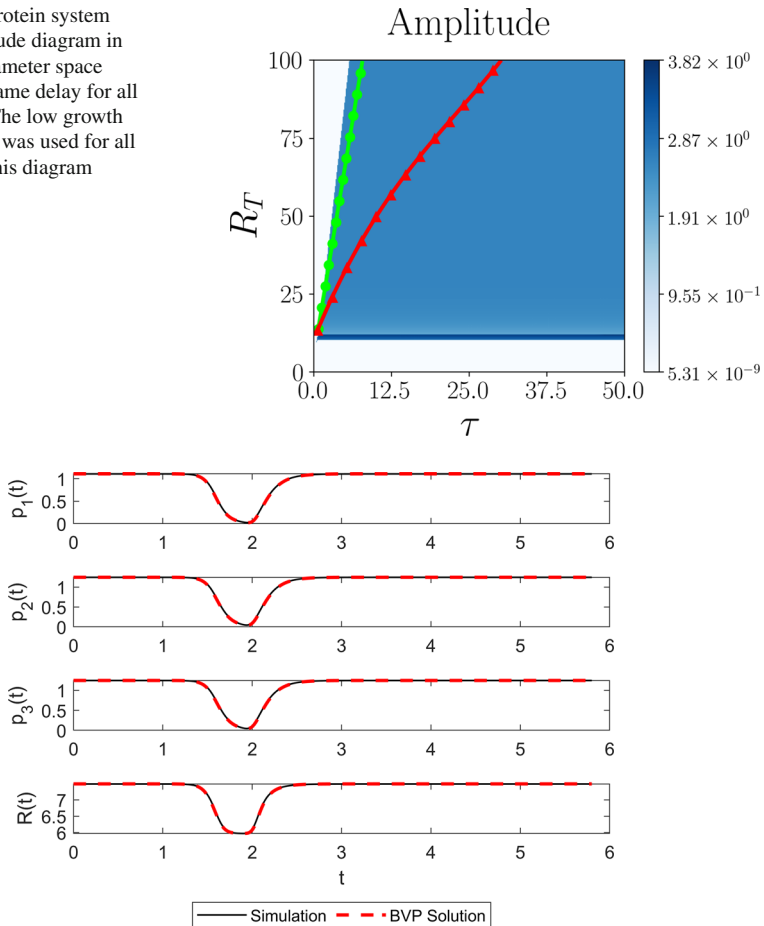 rotein system
ude diagram in
ameter space
ame delay for all
The low growth
was used for all
his diagram
Amplitude
100
75
50
25
0
R_T
0.0 12.5 25.0 37.5 50.0
τ
3.82 × 10^0
2.87 × 10^0
1.91 × 10^0
9.55 × 10^-1
5.31 × 10^-9
p_1(t)
1
0.5
0
0 1 2 3 4 5 6
p_2(t)
1
0.5
0
0 1 2 3 4 5 6
p_3(t)
1
0.5
0
0 1 2 3 4 5 6
R(t)
7
6.5
6
0 1 2 3 4 5 6
t
Simulation BVP Solution